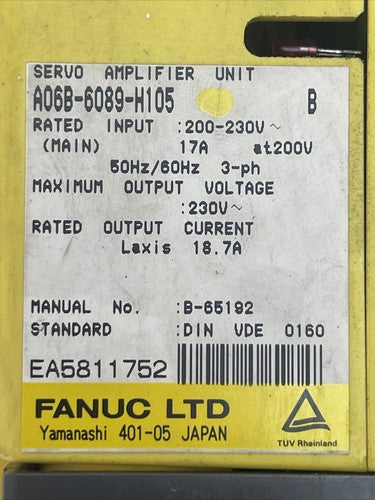 SERVO AMPLIFIER UNIT
A06B-6089-H105 B
RATED INPUT :200-230V~
(MAIN) 17A at200V
50Hz/60Hz 3-ph
MAXIMUM OUTPUT VOLTAGE
:230V~
RATED OUTPUT CURRENT
Laxis 18.7A
MANUAL No. :B-65192
STANDARD :DIN VDE 0160
EA5811752
FANUC LTD
Yamanashi 401-05 JAPAN
TÜV Rheinland